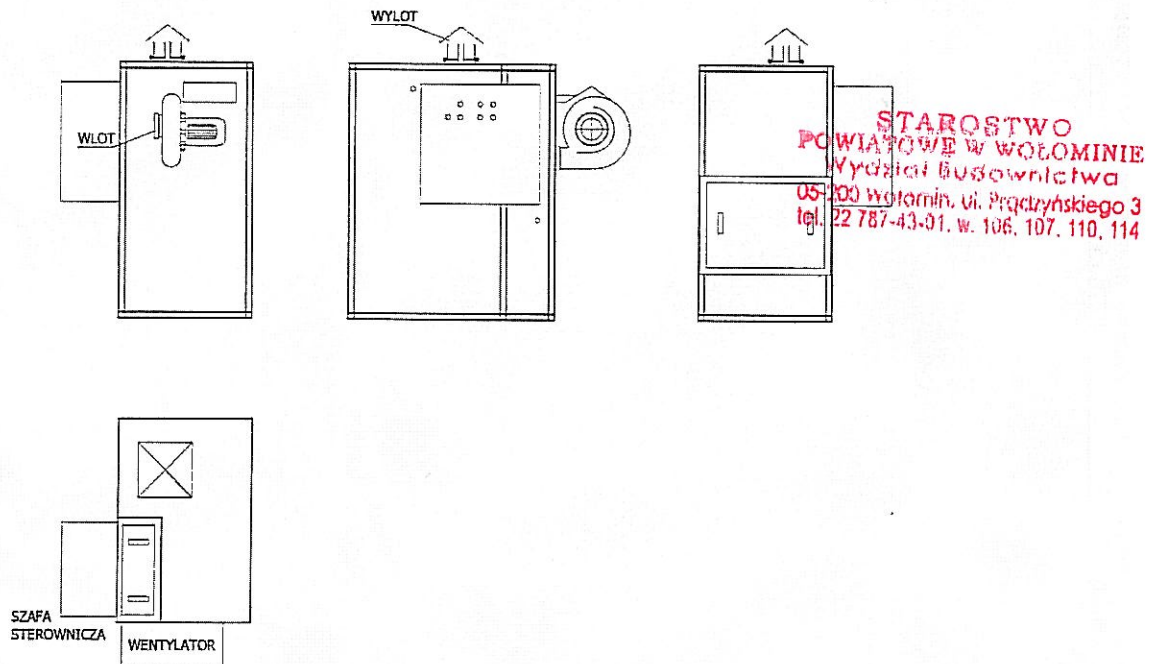 WYLOT
WLOT
STAROSTWO
POWIATOWE W WOŁOMINIE
Wydział Budownictwa
05-200 Wołomin, ul. Prądzyńskiego 3
tel. 22 787-43-01, w. 106, 107, 110, 114
SZAFA
STEROWNICZA
WENTYLATOR